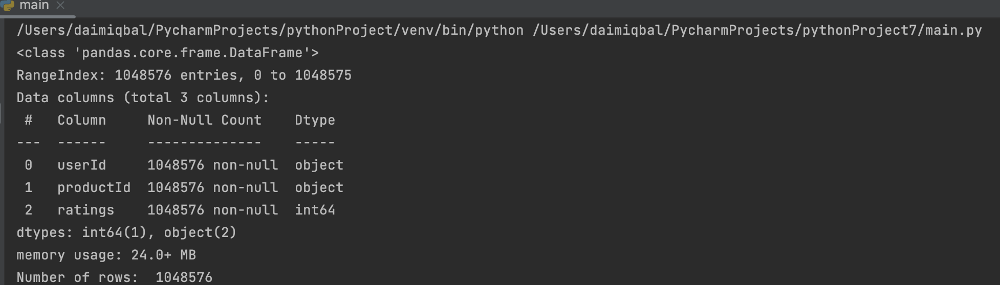 main
/Users/daimiqbal/PycharmProjects/pythonProject/venv/bin/python /Users/daimiqbal/PycharmProjects/pythonProject7/main.py
<class 'pandas.core.frame.DataFrame'>
RangeIndex: 1048576 entries, 0 to 1048575
Data columns (total 3 columns):
 #   Column     Non-Null Count    Dtype
---  ------     --------------    -----
 0   userId     1048576 non-null  object
 1   productId  1048576 non-null  object
 2   ratings    1048576 non-null  int64
dtypes: int64(1), object(2)
memory usage: 24.0+ MB
Number of rows:  1048576